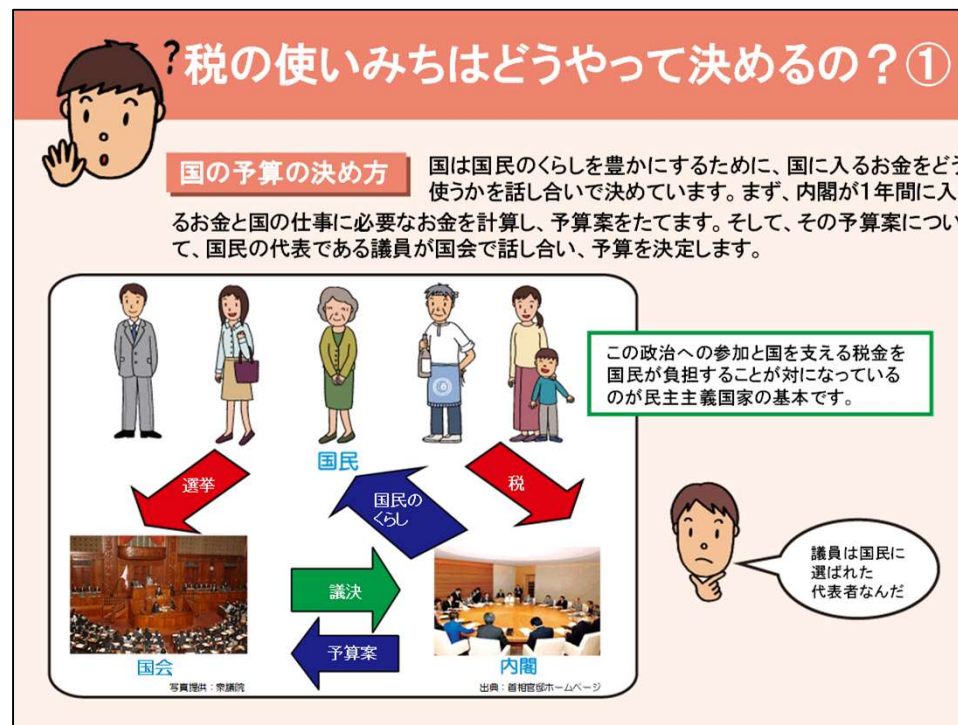 ?税の使いみちはどうやって決めるの？①
国の予算の決め方
国は国民のくらしを豊かにするために、国に入るお金をどう
使うかを話し合いで決めています。まず、内閣が1年間に入
るお金と国の仕事に必要なお金を計算し、予算案をたてます。そして、その予算案につい
て、国民の代表である議員が国会で話し合い、予算を決定します。
この政治への参加と国を支える税金を
国民が負担することが対になっている
のが民主主義国家の基本です。
国民
選挙
国民の
くらし
税
議決
予算案
国会
内閣
写真提供：衆議院
出典：首相官邸ホームページ
議員は国民に
選ばれた
代表者なんだ